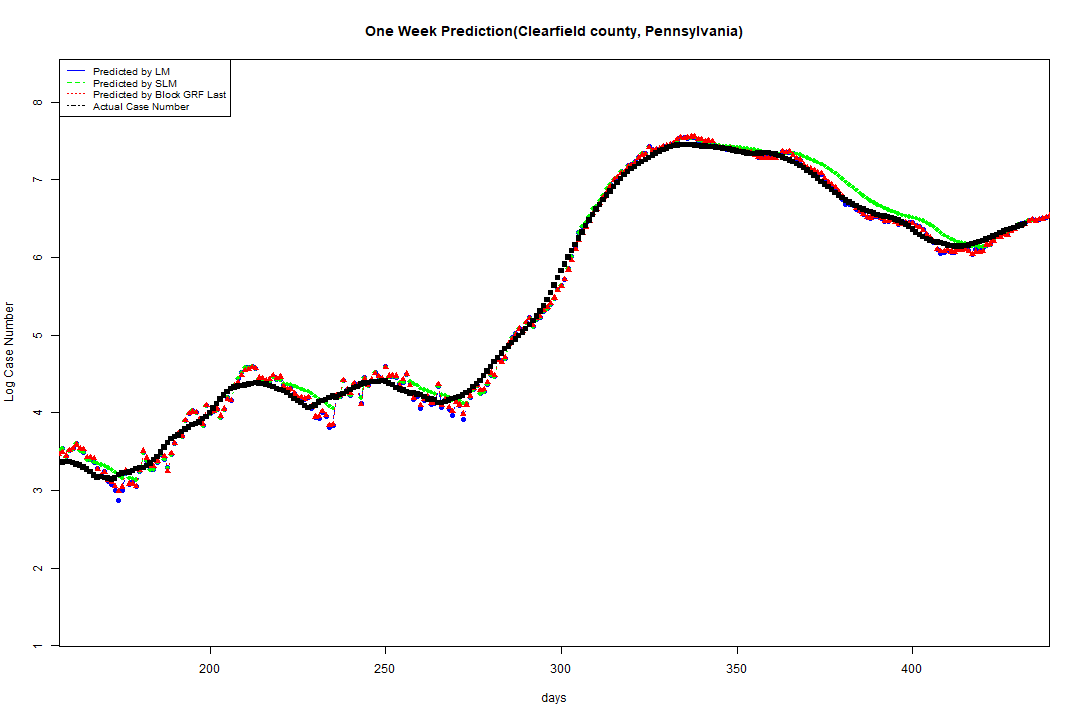 One Week Prediction(Clearfield county, Pennsylvania)
Predicted by LM
Predicted by SLM
Predicted by Block GRF Last
Actual Case Number
8
7
6
5
4
3
2
1
Log Case Number
200 250 300 350 400
days